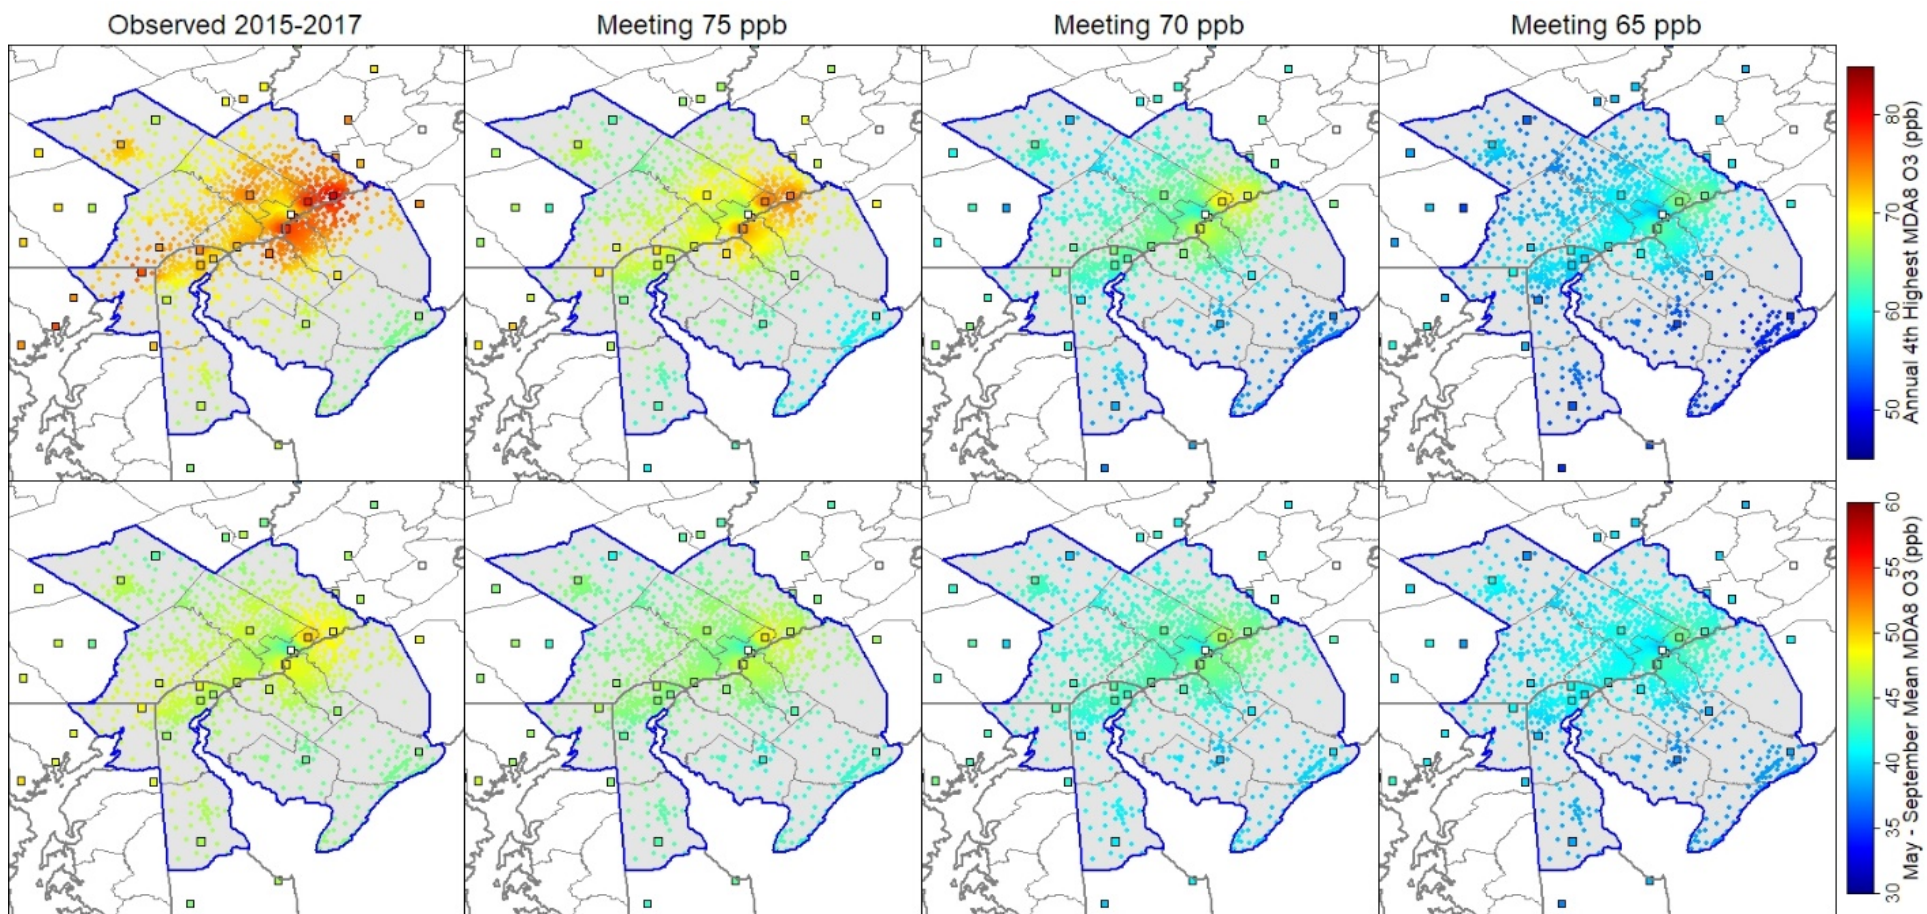 Observed 2015-2017
Meeting 75 ppb
Meeting 70 ppb
Meeting 65 ppb
80
70
60
50
Annual 4th Highest MDA8 O3 (ppb)
60
55
50
45
40
35
30
May - September Mean MDA8 O3 (ppb)